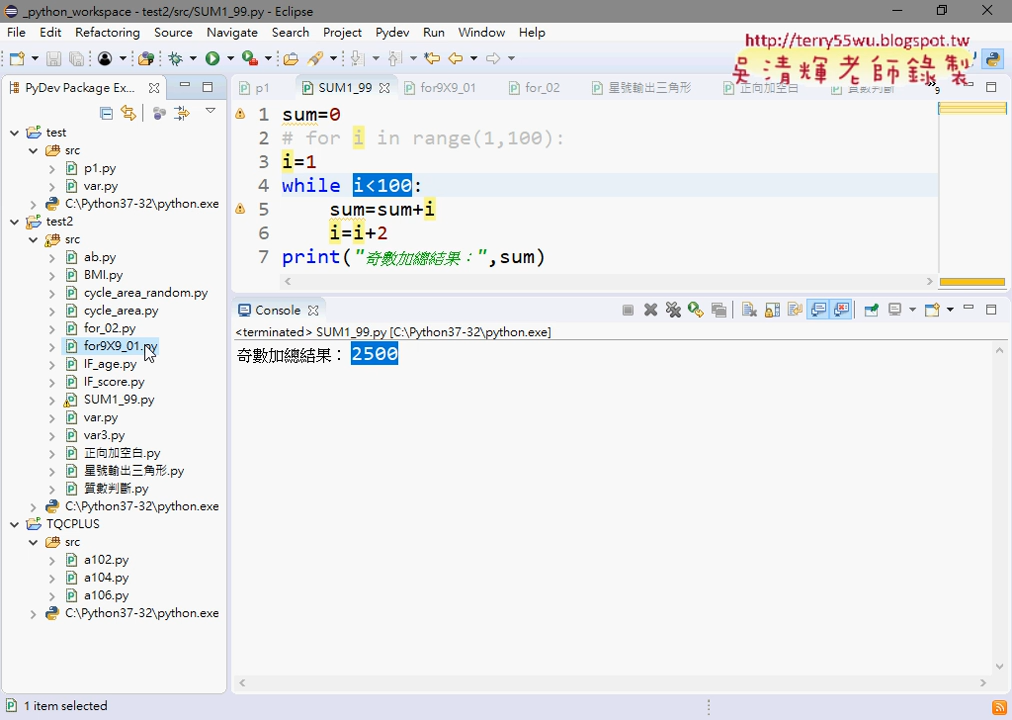 _python_workspace - test2/src/SUM1_99.py - Eclipse
File Edit Refactoring Source Navigate Search Project Pydev Run Window Help
http://terry55wu.blogspot.tw
吳清輝老師錄製
PyDev Package Ex...
p1 SUM1_99 for9X9_01 for_02 星號輸出三角形 正向加空白 質數判斷 9
test
src
p1.py
var.py
C:\Python37-32\python.exe
test2
src
ab.py
BMI.py
cycle_area_random.py
cycle_area.py
for_02.py
for9X9_01.py
IF_age.py
IF_score.py
SUM1_99.py
var.py
var3.py
正向加空白.py
星號輸出三角形.py
質數判斷.py
C:\Python37-32\python.exe
TQCPLUS
src
a102.py
a104.py
a106.py
C:\Python37-32\python.exe
1 sum=0
2 # for i in range(1,100):
3 i=1
4 while i<100:
5 sum=sum+i
6 i=i+2
7 print("奇數加總結果：",sum)
Console
<terminated> SUM1_99.py [C:\Python37-32\python.exe]
奇數加總結果： 2500
1 item selected